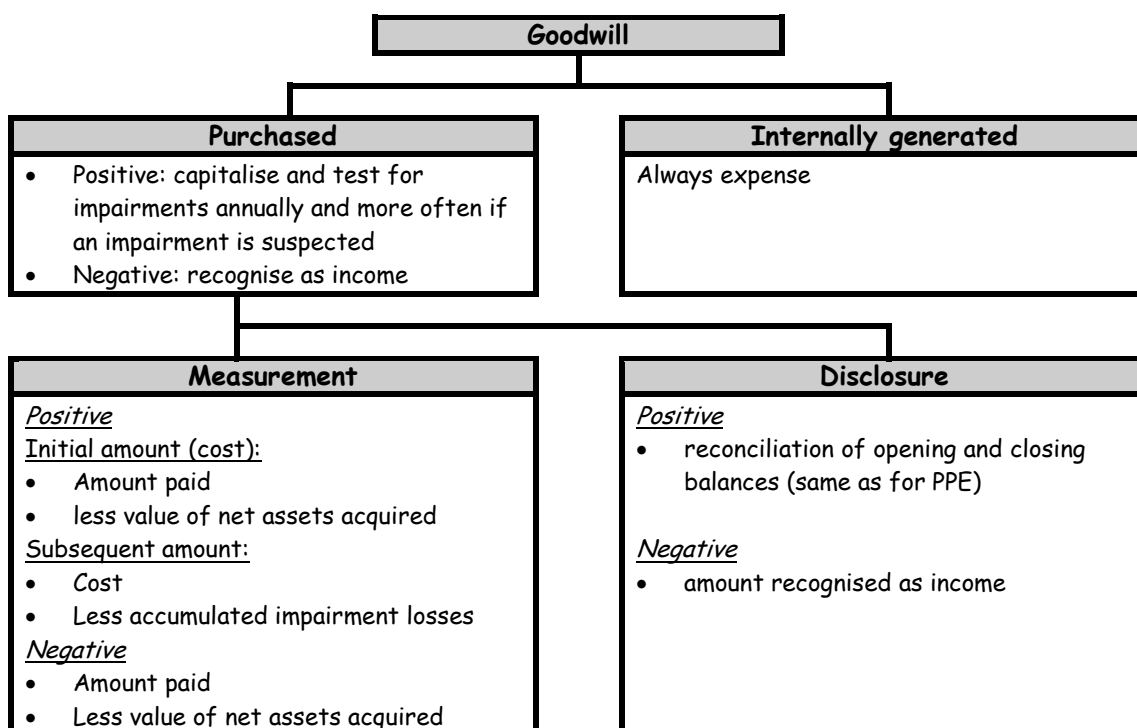 Goodwill
Purchased
• Positive: capitalise and test for
impairments annually and more often if
an impairment is suspected
• Negative: recognise as income
Internally generated
Always expense
Measurement
Positive
Initial amount (cost):
• Amount paid
• less value of net assets acquired
Subsequent amount:
• Cost
• Less accumulated impairment losses
Negative
• Amount paid
• Less value of net assets acquired
Disclosure
Positive
• reconciliation of opening and closing
balances (same as for PPE)
Negative
• amount recognised as income